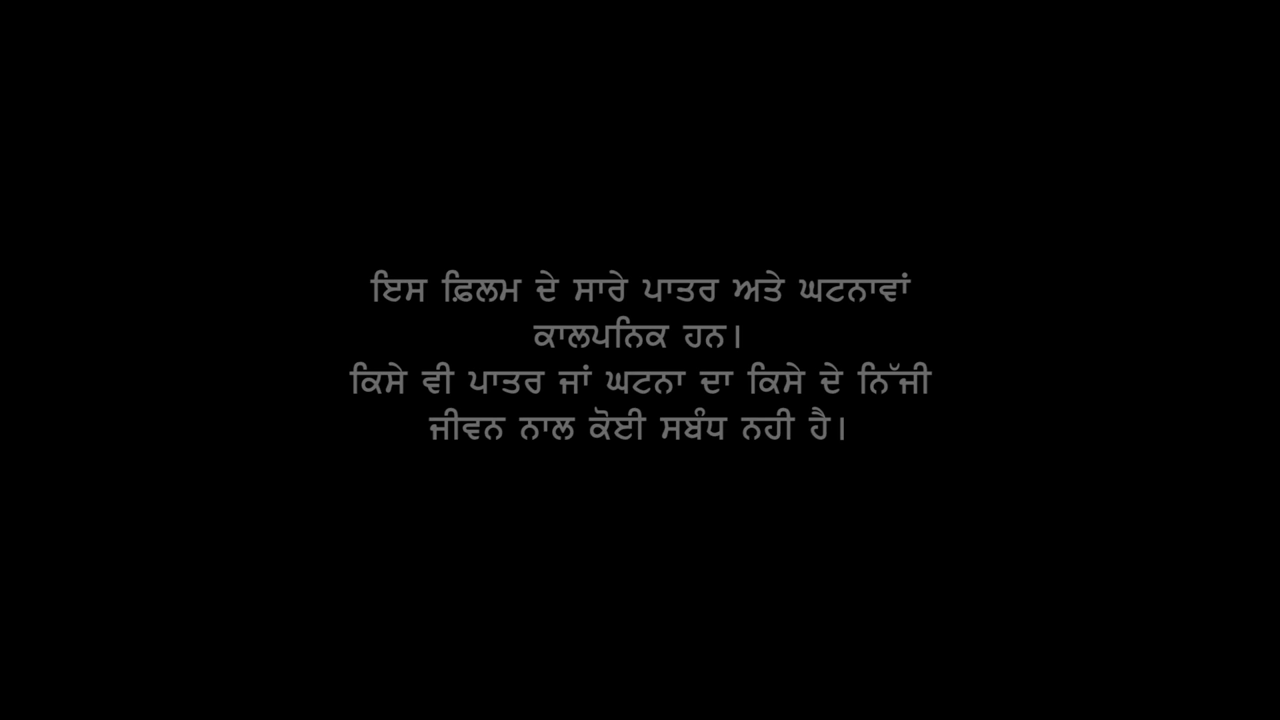 ਇਸ ਫ਼ਿਲਮ ਦੇ ਸਾਰੇ ਪਾਤਰ ਅਤੇ ਘਟਨਾਵਾਂ
ਕਾਲਪਨਿਕ ਹਨ।
ਕਿਸੇ ਵੀ ਪਾਤਰ ਜਾਂ ਘਟਨਾ ਦਾ ਕਿਸੇ ਦੇ ਨਿੱਜੀ
ਜੀਵਨ ਨਾਲ ਕੋਈ ਸਬੰਧ ਨਹੀ ਹੈ।